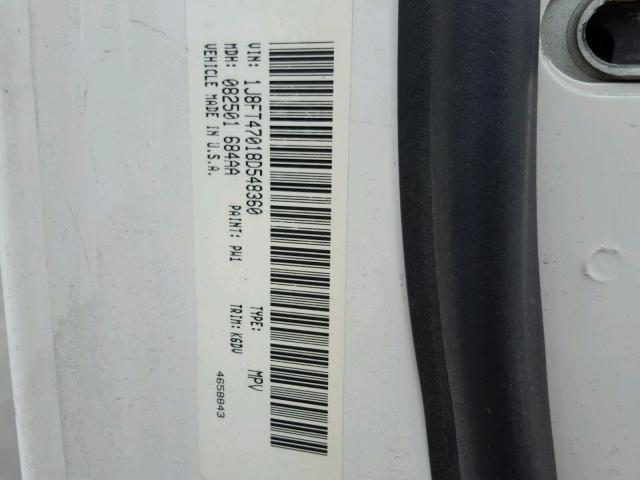 VIN: 1J8FT47018D548360 TYPE: MPV
MDH: 082501 684AA PAINT: PW1 TRIM: K6DV
VEHICLE MADE IN U.S.A. 4658843